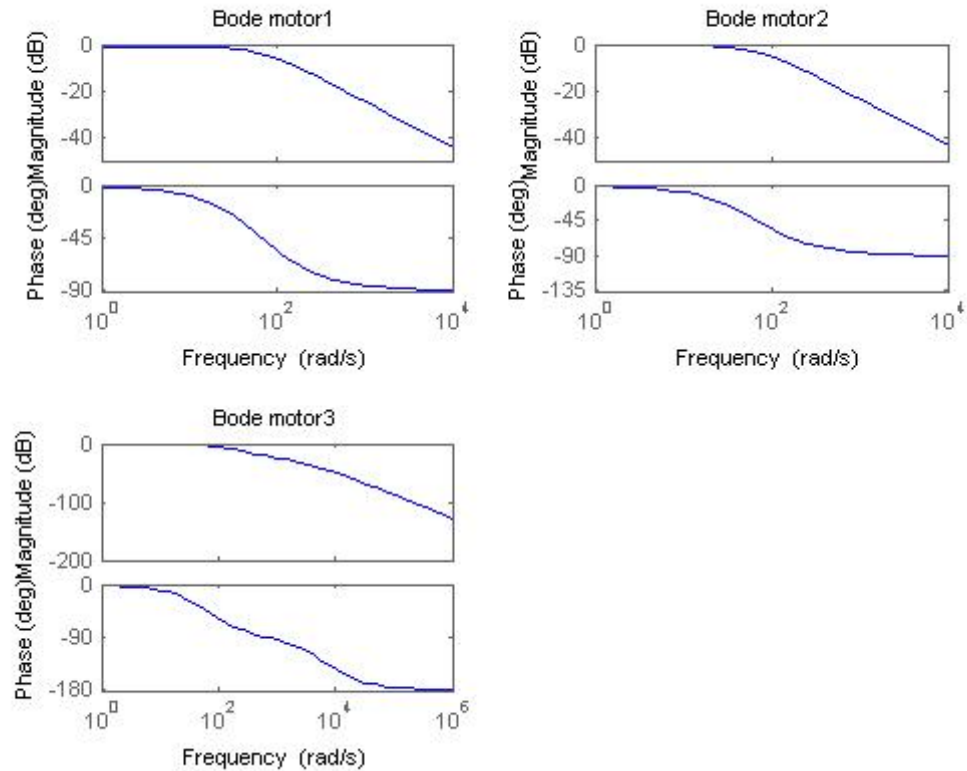 Bode motor1
Magnitude (dB)
0
-20
-40
Phase (deg)
0
-45
-90
10^0
10^2
10^4
Frequency (rad/s)
Bode motor2
Magnitude (dB)
0
-20
-40
Phase (deg)
0
-45
-90
-135
10^0
10^2
10^4
Frequency (rad/s)
Bode motor3
Magnitude (dB)
0
-100
-200
Phase (deg)
0
-90
-180
10^0
10^2
10^4
10^6
Frequency (rad/s)